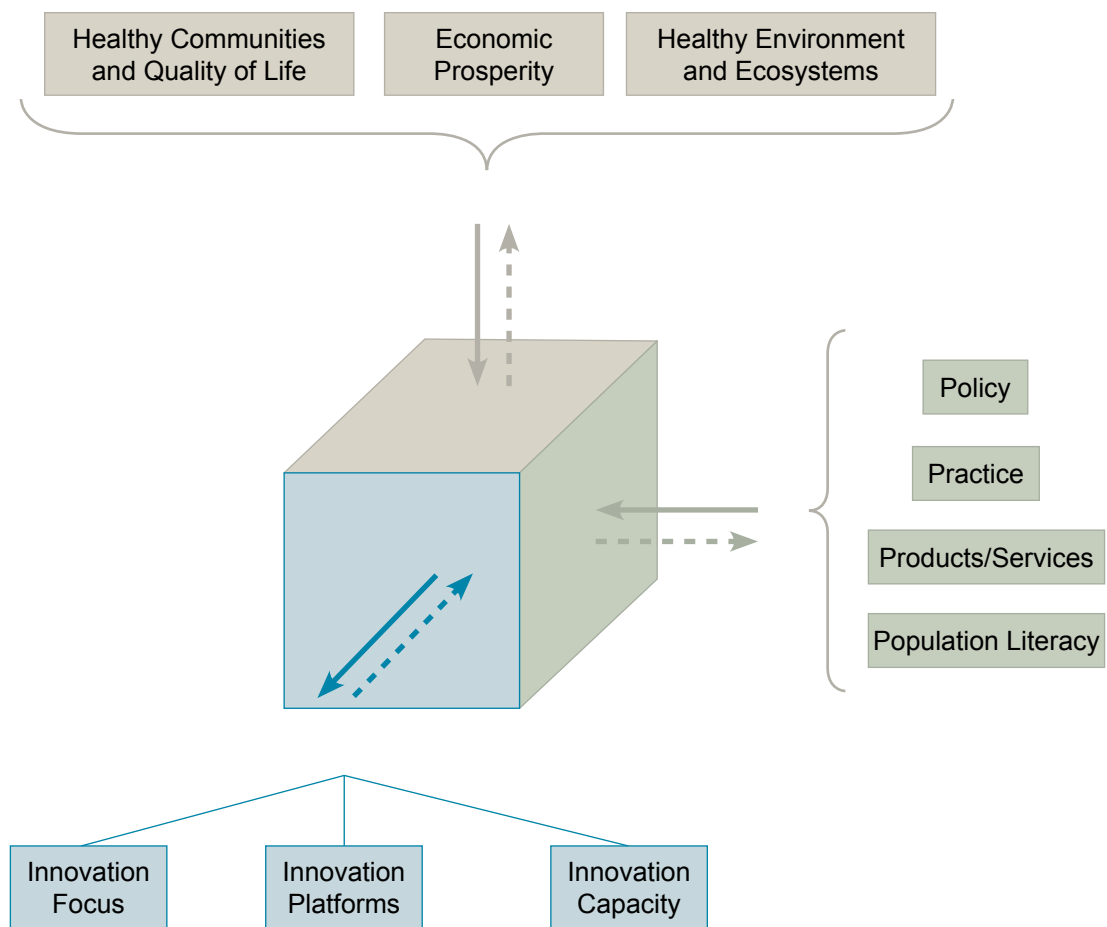 Healthy Communities
and Quality of Life
Economic
Prosperity
Healthy Environment
and Ecosystems
Policy
Practice
Products/Services
Population Literacy
Innovation
Focus
Innovation
Platforms
Innovation
Capacity